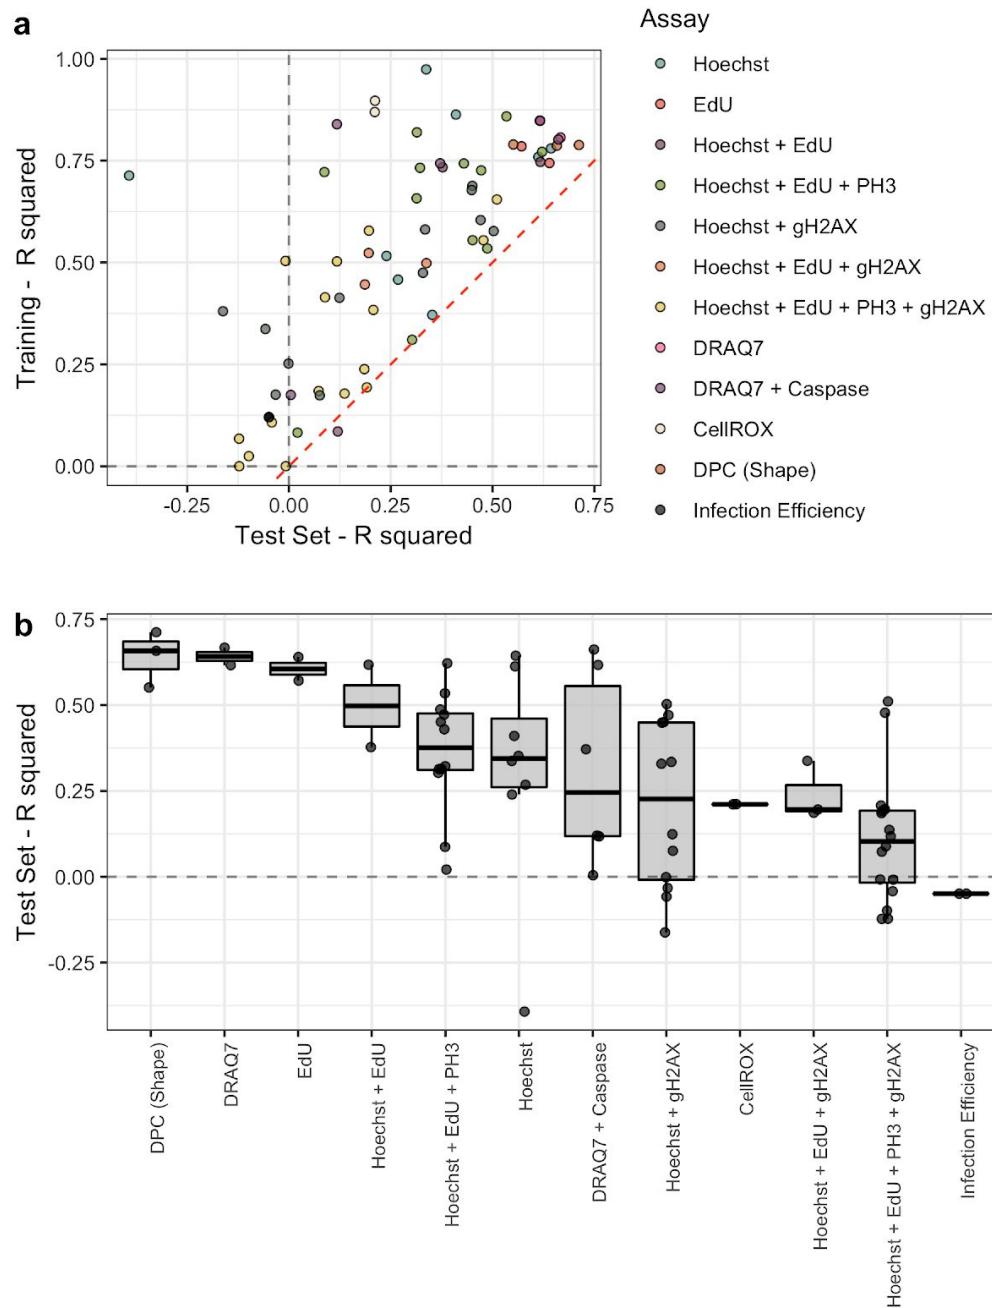 a
Assay
1.00
0.75
0.50
0.25
0.00
Training - R squared
-0.25
0.00
0.25
0.50
0.75
Test Set - R squared
Hoechst
EdU
Hoechst + EdU
Hoechst + EdU + PH3
Hoechst + gH2AX
Hoechst + EdU + gH2AX
Hoechst + EdU + PH3 + gH2AX
DRAQ7
DRAQ7 + Caspase
CellROX
DPC (Shape)
Infection Efficiency
b
0.75
0.50
0.25
0.00
-0.25
Test Set - R squared
DPC (Shape)
DRAQ7
EdU
Hoechst + EdU
Hoechst + EdU + PH3
Hoechst
DRAQ7 + Caspase
Hoechst + gH2AX
CellROX
Hoechst + EdU + gH2AX
Hoechst + EdU + PH3 + gH2AX
Infection Efficiency